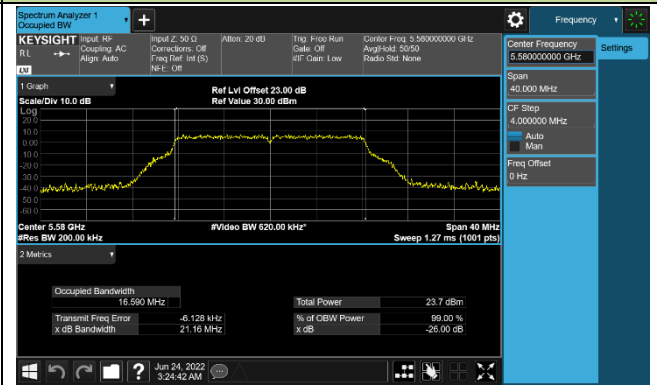 Spectrum Analyzer 1
Occupied BW
+
Frequency
KEYSIGHT
RL
LXI
Input: RF
Coupling: AC
Align: Auto
Input Z: 50 Ω
Corrections: Off
Freq Ref: Int (S)
NFE: Off
Atten: 20 dB
Trig: Free Run
Gate: Off
#IF Gain: Low
Center Freq: 5.580000000 GHz
Avg|Hold: 50/50
Radio Std: None
Center Frequency
5.580000000 GHz
Settings
Span
40.000 MHz
CF Step
4.000000 MHz
Auto
Man
Freq Offset
0 Hz
1 Graph
Scale/Div 10.0 dB
Ref Lvl Offset 23.00 dB
Ref Value 30.00 dBm
Log
20.0
10.0
0.00
-10.0
-20.0
-30.0
-40.0
-50.0
-60.0
Center 5.58 GHz
#Video BW 620.00 kHz*
Span 40 MHz
#Res BW 200.00 kHz
Sweep 1.27 ms (1001 pts)
2 Metrics
Occupied Bandwidth
16.590 MHz
Total Power 23.7 dBm
Transmit Freq Error -6.128 kHz
% of OBW Power 99.00 %
x dB Bandwidth 21.16 MHz
x dB -26.00 dB
?
Jun 24, 2022
3:24:42 AM